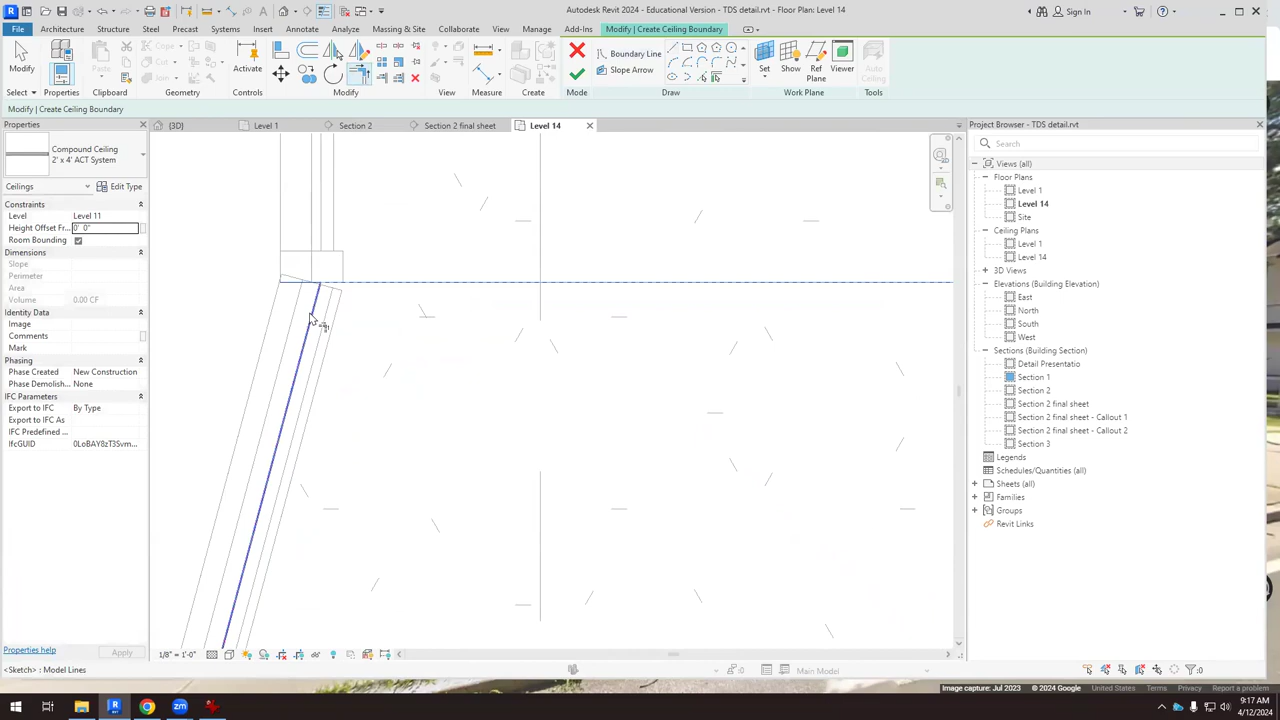 Autodesk Revit 2024 - Educational Version - TDS detail.rvt - Floor Plan: Level 14
Sign In
File Architecture Structure Steel Precast Systems Insert Annotate Analyze Massing & Site Collaborate View Manage Add-Ins Modify | Create Ceiling Boundary
Modify
Properties
Cope
Cut
Join
Activate
Boundary Line
Slope Arrow
Set
Show
Ref Plane
Viewer
Auto Ceiling
Select Properties Clipboard Geometry Controls Modify View Measure Create Mode Draw Work Plane Tools
Modify | Create Ceiling Boundary
Properties
{3D}
Level 1
Section 2
Section 2 final sheet
Level 14
Project Browser - TDS detail.rvt
Compound Ceiling
2' x 4' ACT System
Ceilings
Edit Type
Constraints
Level Level 11
Height Offset Fr... 0' 0"
Room Bounding
Dimensions
Slope
Perimeter
Area
Volume 0.00 CF
Identity Data
Image
Comments
Mark
Phasing
Phase Created New Construction
Phase Demolish... None
IFC Parameters
Export to IFC By Type
Export to IFC As
IFC Predefined ...
IfcGUID 0LoBAY8zT3Svm...
Properties help
Apply
Search
Views (all)
Floor Plans
Level 1
Level 14
Site
Ceiling Plans
Level 1
Level 14
3D Views
Elevations (Building Elevation)
East
North
South
West
Sections (Building Section)
Detail Presentatio
Section 1
Section 2
Section 2 final sheet
Section 2 final sheet - Callout 1
Section 2 final sheet - Callout 2
Section 3
Legends
Schedules/Quantities (all)
Sheets (all)
Families
Groups
Revit Links
1/8" = 1'-0"
<Sketch> : Model Lines
:0
Main Model
:0
Image capture: Jul 2023 © 2024 Google United States Terms Privacy Report a problem
9:17 AM
4/12/2024